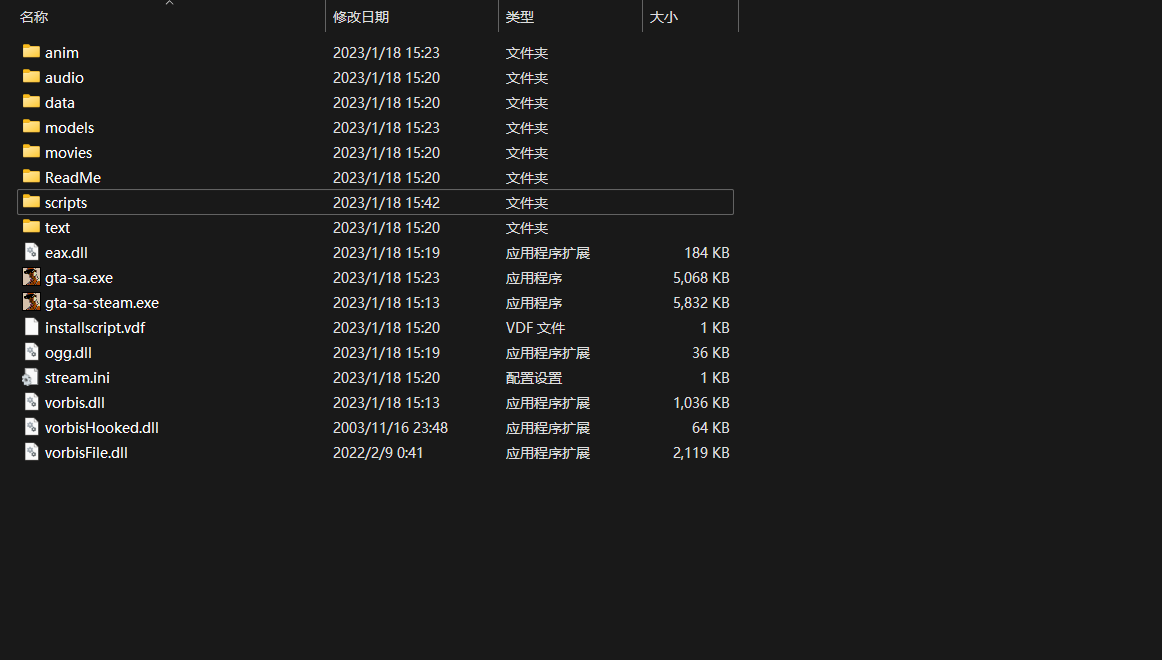 名称 修改日期 类型 大小
anim 2023/1/18 15:23 文件夹
audio 2023/1/18 15:20 文件夹
data 2023/1/18 15:20 文件夹
models 2023/1/18 15:23 文件夹
movies 2023/1/18 15:20 文件夹
ReadMe 2023/1/18 15:20 文件夹
scripts 2023/1/18 15:42 文件夹
text 2023/1/18 15:20 文件夹
eax.dll 2023/1/18 15:19 应用程序扩展 184 KB
gta-sa.exe 2023/1/18 15:23 应用程序 5,068 KB
gta-sa-steam.exe 2023/1/18 15:13 应用程序 5,832 KB
installscript.vdf 2023/1/18 15:20 VDF 文件 1 KB
ogg.dll 2023/1/18 15:19 应用程序扩展 36 KB
stream.ini 2023/1/18 15:20 配置设置 1 KB
vorbis.dll 2023/1/18 15:13 应用程序扩展 1,036 KB
vorbisHooked.dll 2003/11/16 23:48 应用程序扩展 64 KB
vorbisFile.dll 2022/2/9 0:41 应用程序扩展 2,119 KB